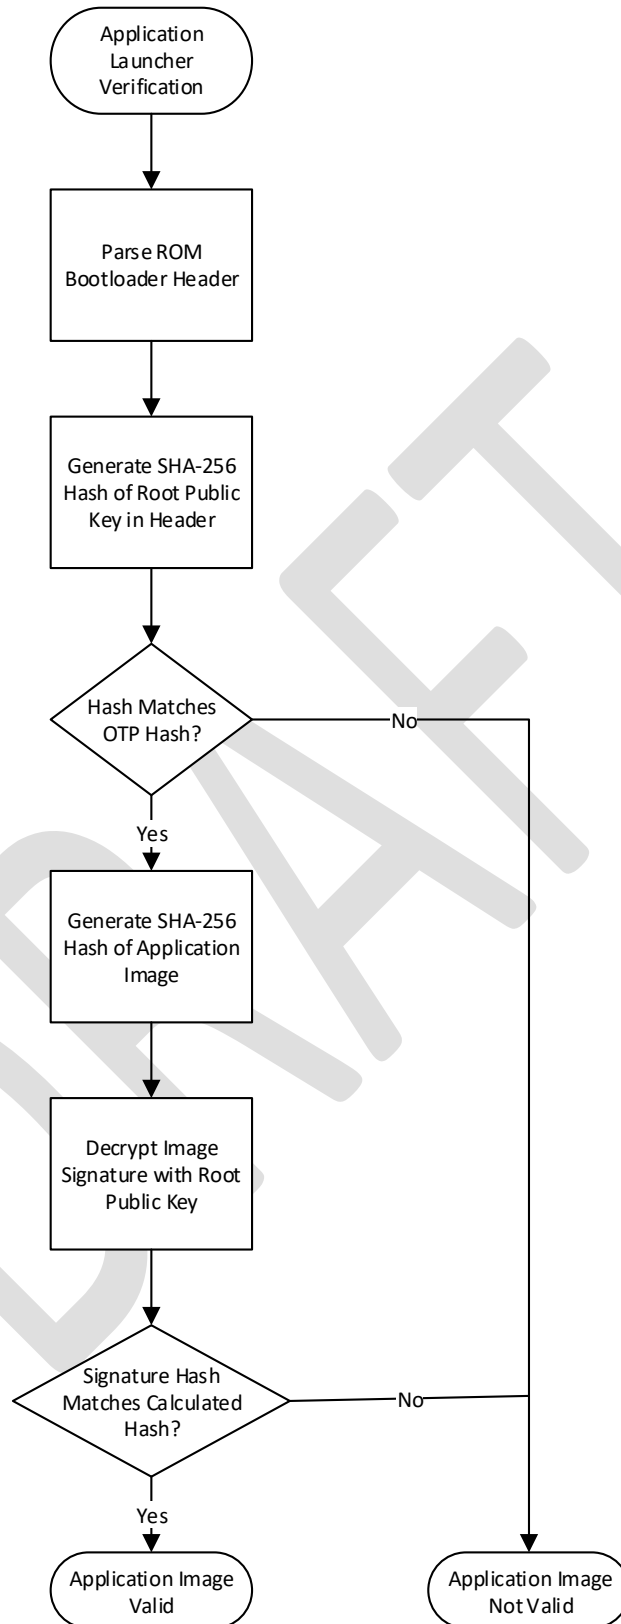 Application
Launcher
Verification
Parse ROM
Bootloader Header
Generate SHA-256
Hash of Root Public
Key in Header
Hash Matches
OTP Hash?
No
Yes
Generate SHA-256
Hash of Application
Image
Decrypt Image
Signature with Root
Public Key
Signature Hash
Matches Calculated
Hash?
No
Yes
Application Image
Valid
Application Image
Not Valid
DRAFT